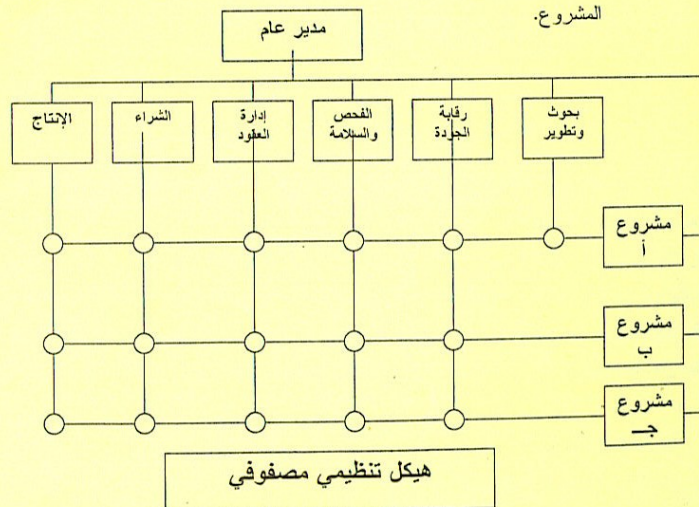 المشروع.
مدير عام
بحوث
وتطوير
رقابة
الجودة
الفحص
والسلامة
إدارة
العقود
الشراء
الإنتاج
مشروع
أ
مشروع
ب
مشروع
جـ
هيكل تنظيمي مصفوفي